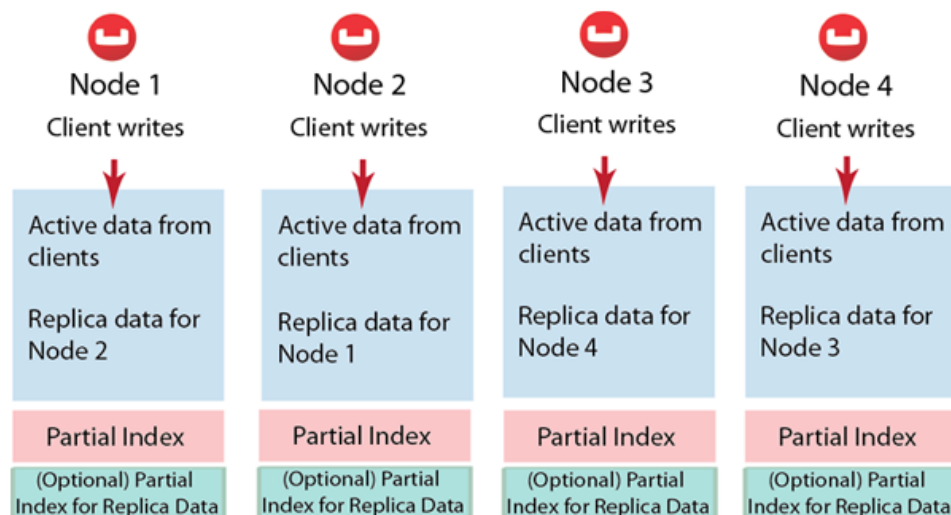 Node 1
Client writes
Active data from
clients
Replica data for
Node 2
Partial Index
(Optional) Partial
Index for Replica Data
Node 2
Client writes
Active data from
clients
Replica data for
Node 1
Partial Index
(Optional) Partial
Index for Replica Data
Node 3
Client writes
Active data from
clients
Replica data for
Node 4
Partial Index
(Optional) Partial
Index for Replica Data
Node 4
Client writes
Active data from
clients
Replica data for
Node 3
Partial Index
(Optional) Partial
Index for Replica Data